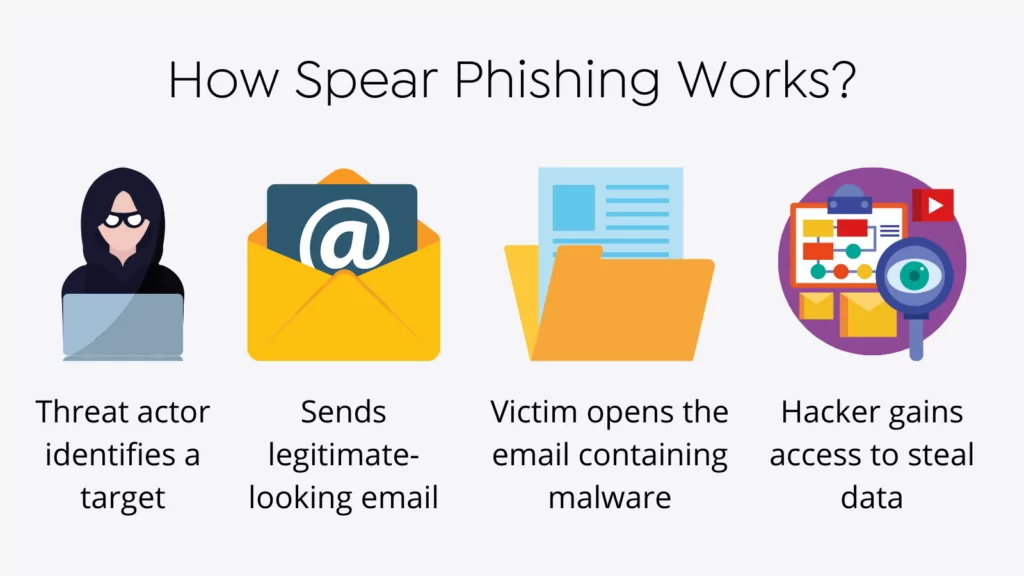 How Spear Phishing Works?
Threat actor
identifies a
target
Sends
legitimate-
looking email
Victim opens the
email containing
malware
Hacker gains
access to steal
data